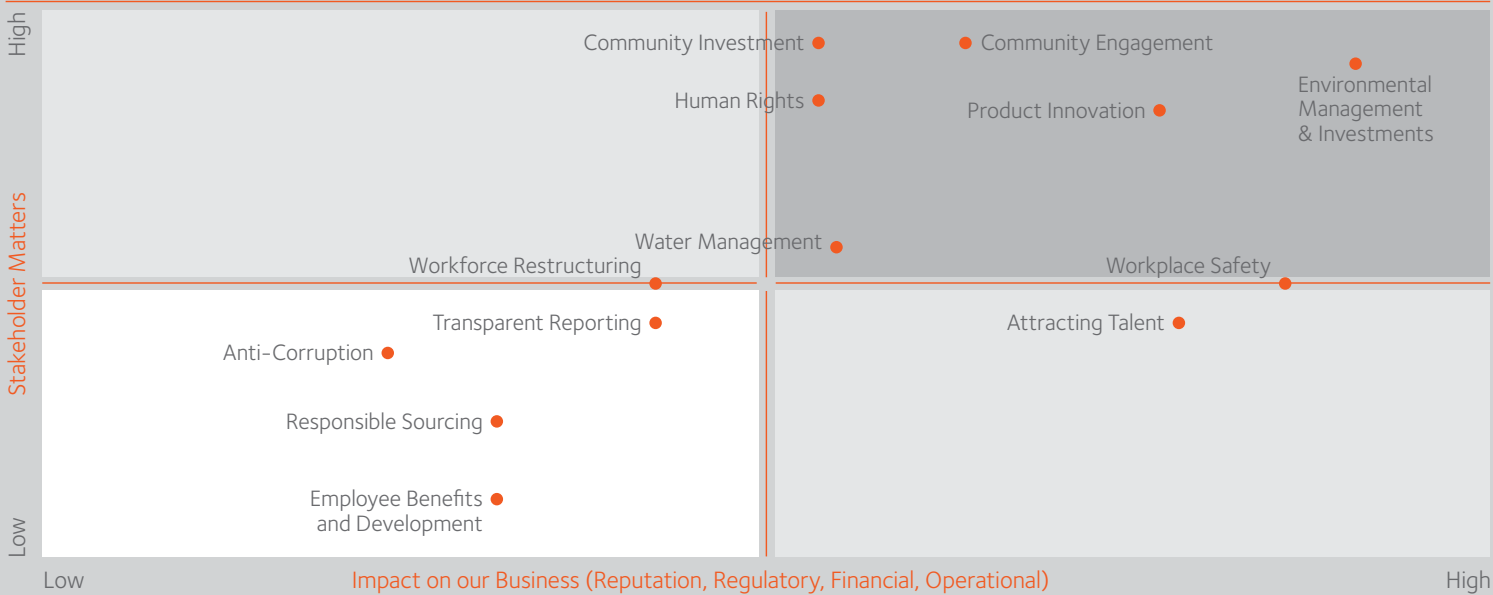 High
Community Investment
Community Engagement
Environmental
Management
& Investments
Human Rights
Product Innovation
Water Management
Workforce Restructuring
Workplace Safety
Stakeholder Matters
Transparent Reporting
Attracting Talent
Anti-Corruption
Responsible Sourcing
Employee Benefits
and Development
Low
Low
Impact on our Business (Reputation, Regulatory, Financial, Operational)
High